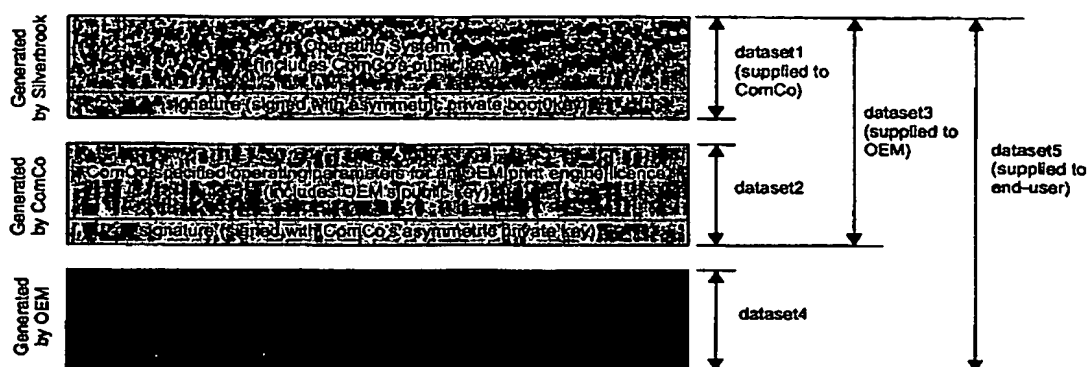 Generated
by Silverbrook
Operating System
(includes ComCo's public key)
signature (signed with asymmetric private boot0key)
dataset1
(supplied to
ComCo)
dataset3
(supplied to
OEM)
dataset5
(supplied to
end-user)
Generated
by ComCo
ComCo specified operating parameters for an OEM print engine licence
(includes OEM's public key)
signature (signed with ComCo's asymmetric private key)
dataset2
Generated
by OEM
dataset4